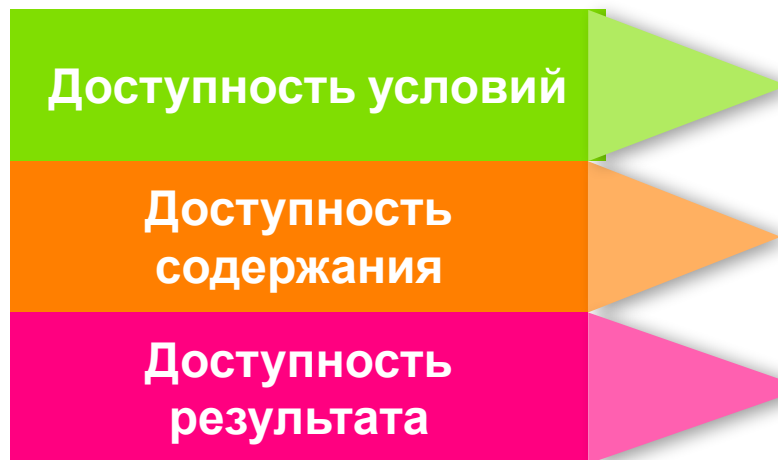 Доступность условий
Доступность
содержания
Доступность
результата